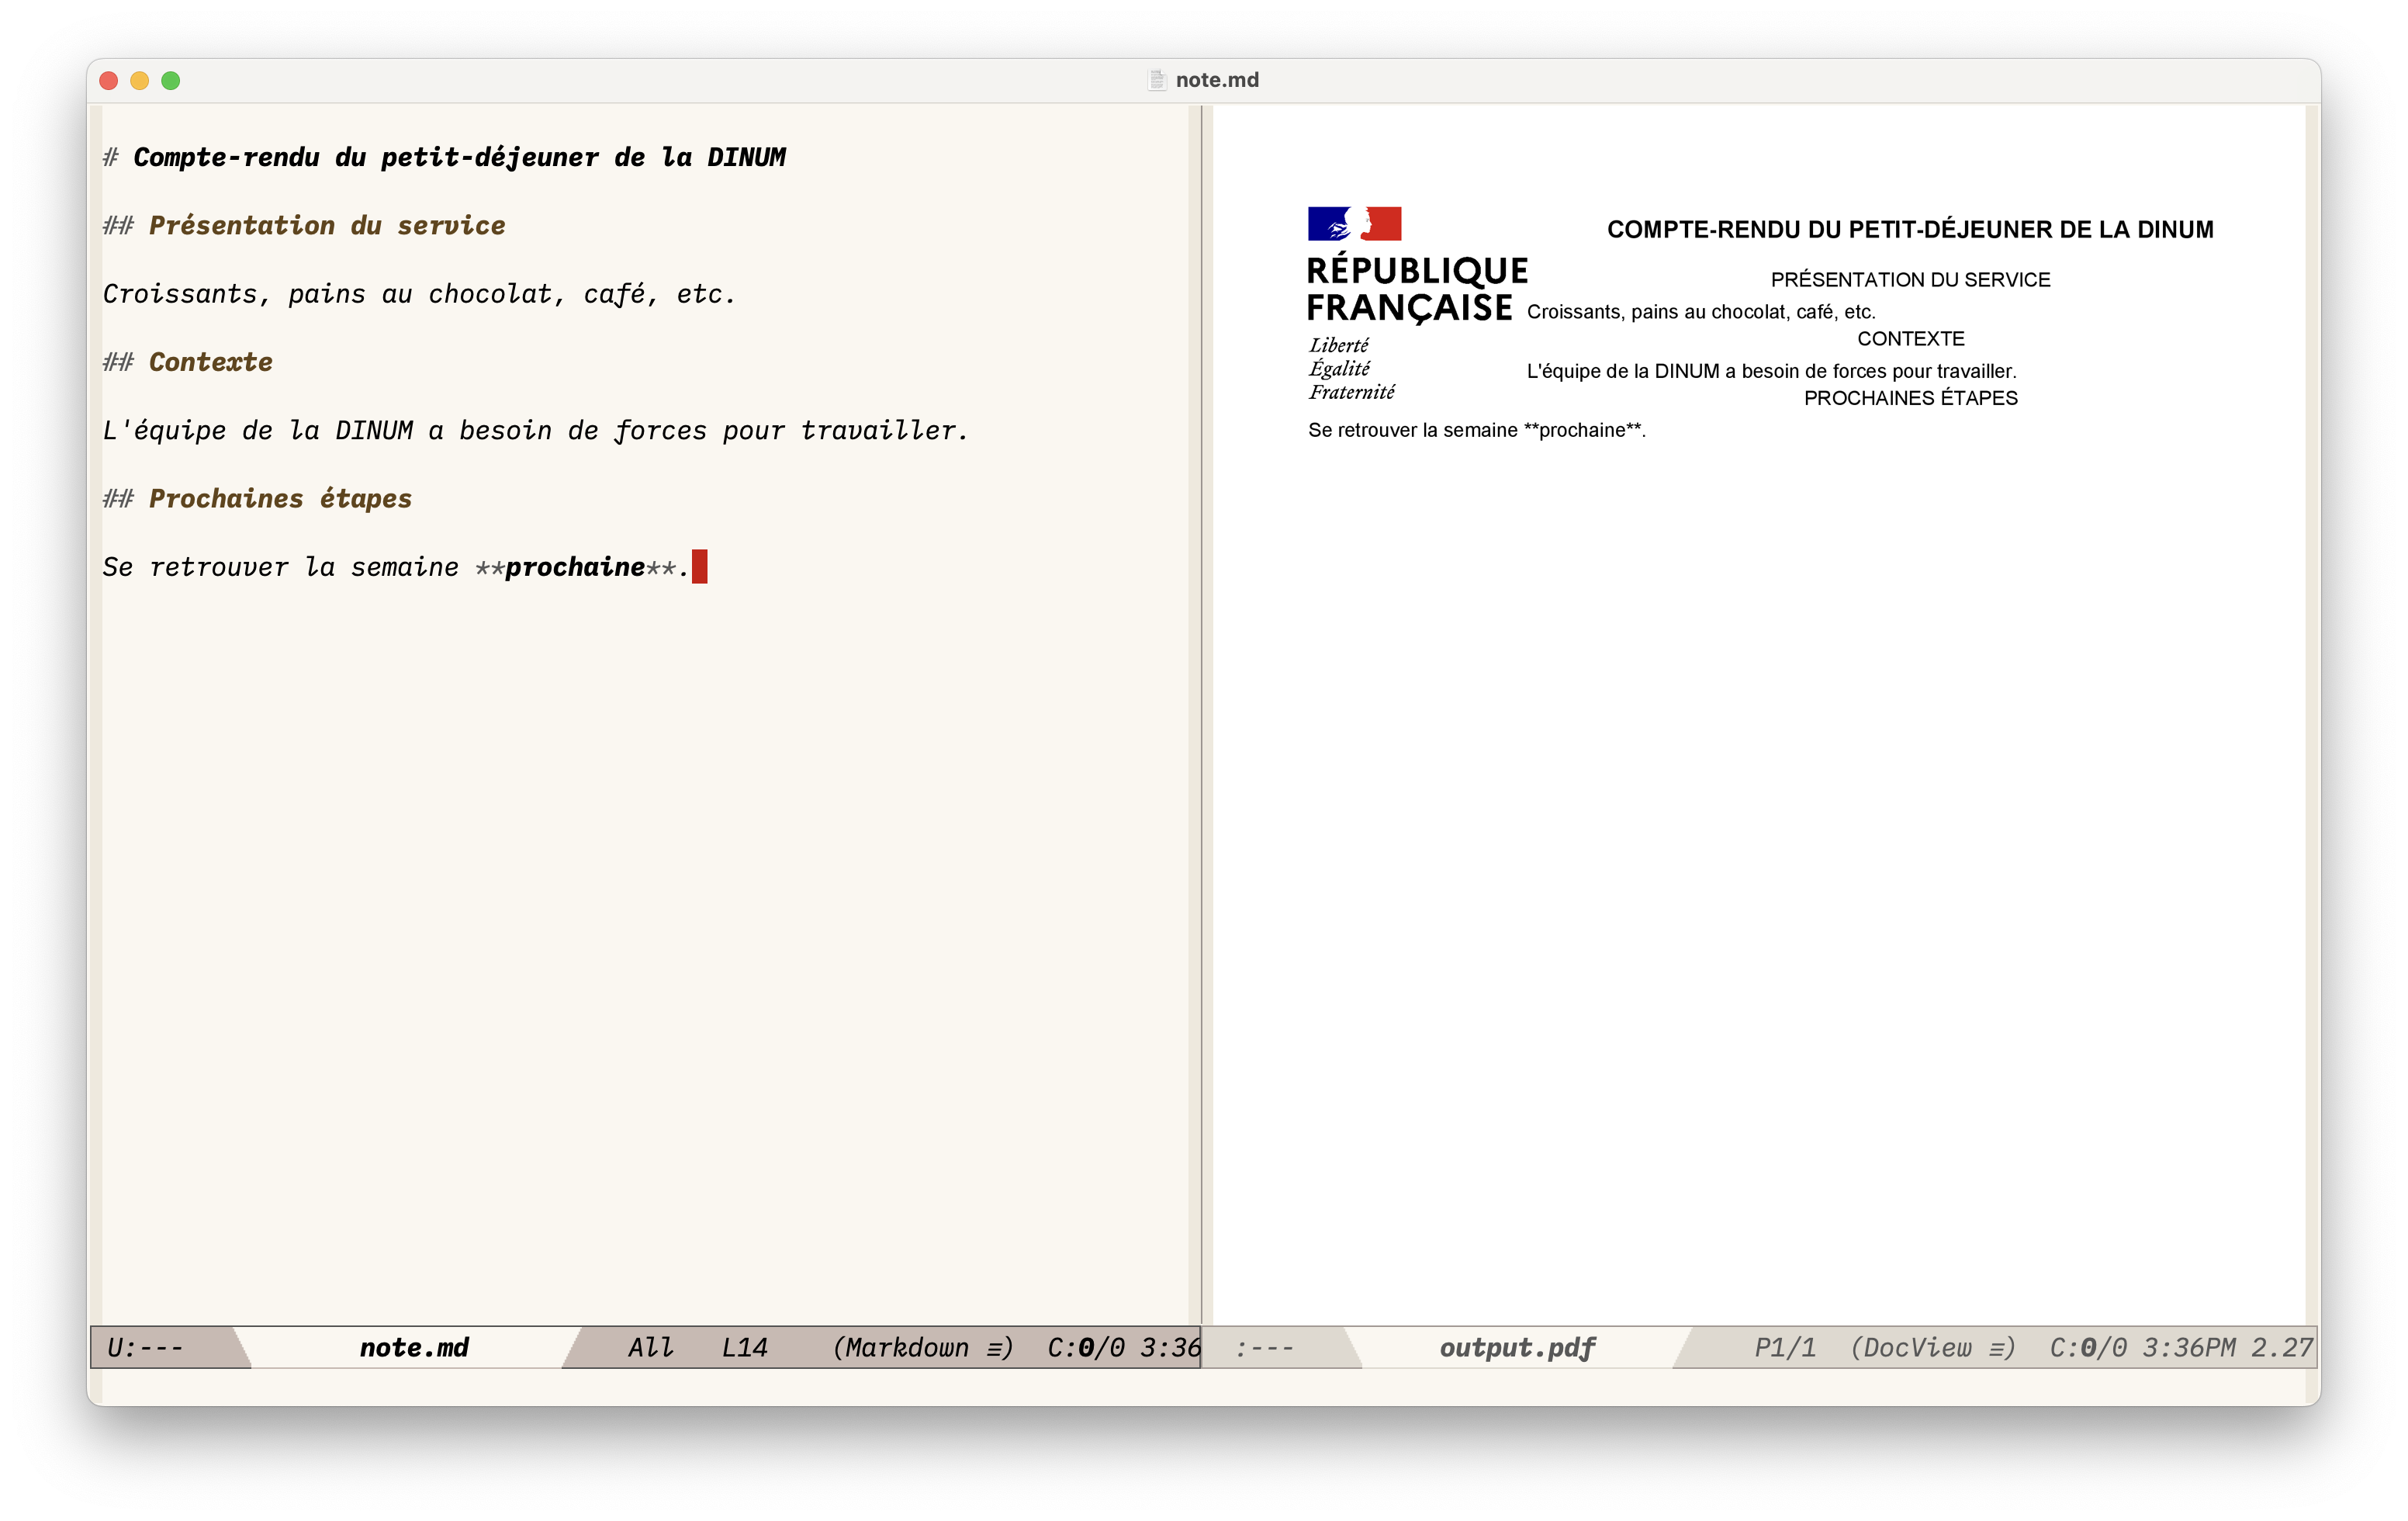 note.md
# Compte-rendu du petit-déjeuner de la DINUM
## Présentation du service
Croissants, pains au chocolat, café, etc.
## Contexte
L'équipe de la DINUM a besoin de forces pour travailler.
## Prochaines étapes
Se retrouver la semaine **prochaine**.
U:--- note.md All L14 (Markdown ≡) C:0/0 3:36
RÉPUBLIQUE
FRANÇAISE
Liberté
Égalité
Fraternité
COMPTE-RENDU DU PETIT-DÉJEUNER DE LA DINUM
PRÉSENTATION DU SERVICE
Croissants, pains au chocolat, café, etc.
CONTEXTE
L'équipe de la DINUM a besoin de forces pour travailler.
PROCHAINES ÉTAPES
Se retrouver la semaine **prochaine**.
:--- output.pdf P1/1 (DocView ≡) C:0/0 3:36PM 2.27